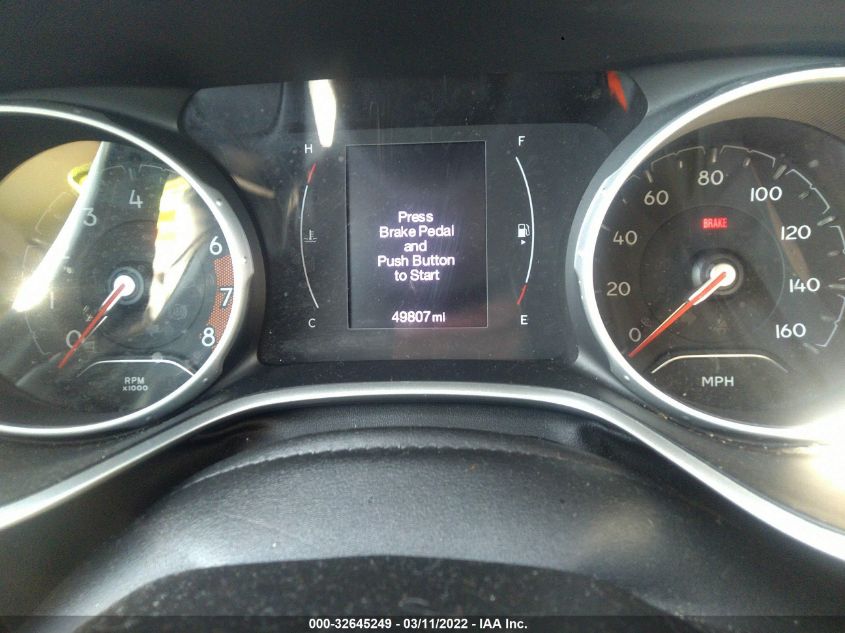 H
F
Press
Brake Pedal
and
Push Button
to Start
49807 mi
C
E
0
1
3
4
6
7
8
RPM
x1000
0
20
40
60
80
100
120
140
160
BRAKE
MPH
000-32645249 - 03/11/2022 - IAA Inc.